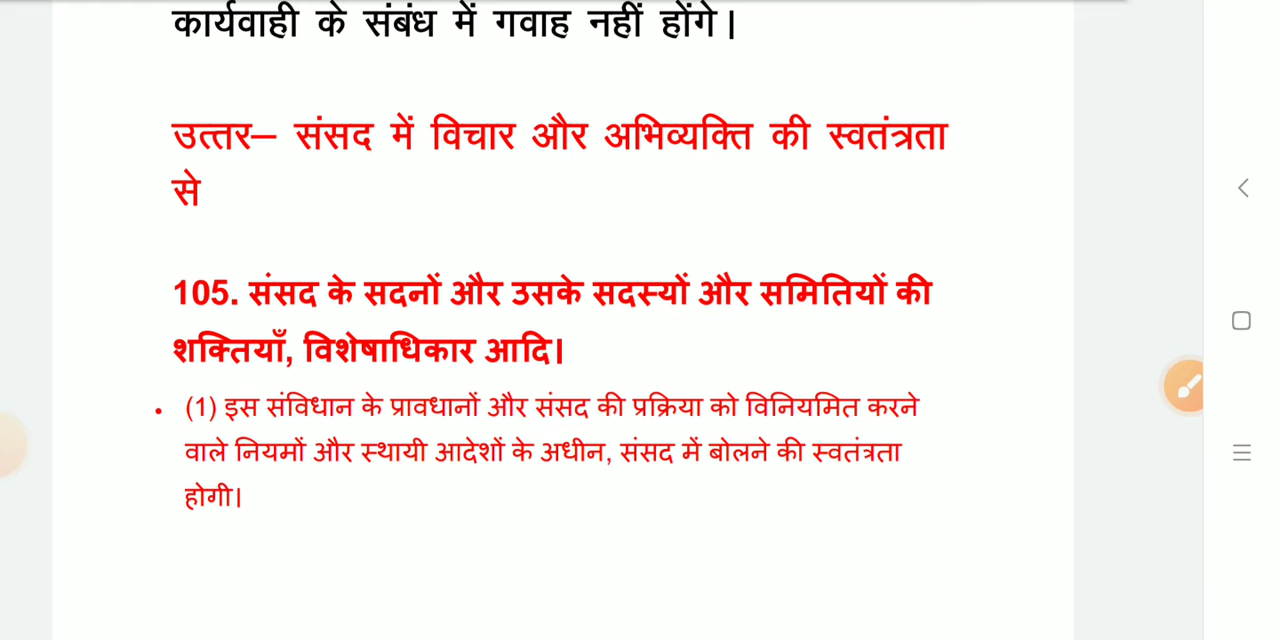 कार्यवाही के संबंध में गवाह नहीं होंगे।
उत्तर– संसद में विचार और अभिव्यक्ति की स्वतंत्रता
से
105. संसद के सदनों और उसके सदस्यों और समितियों की
शक्तियाँ, विशेषाधिकार आदि।
• (1) इस संविधान के प्रावधानों और संसद की प्रक्रिया को विनियमित करने
वाले नियमों और स्थायी आदेशों के अधीन, संसद में बोलने की स्वतंत्रता
होगी।